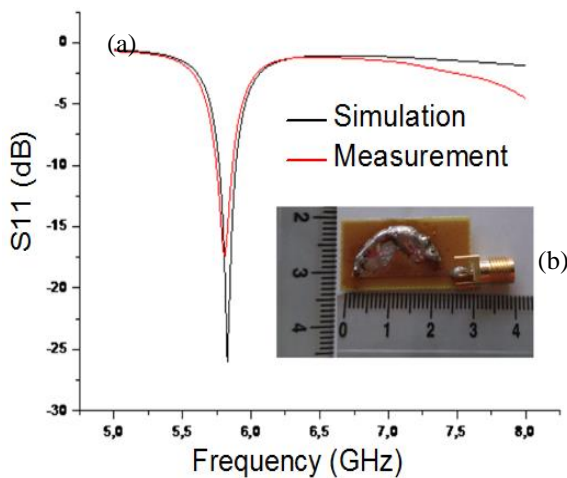 (a)
0
-5
-10
-15
-20
-25
-30
S11 (dB)
Simulation
Measurement
(b)
2
3
4
0 1 2 3 4
5,0 5,5 6,0 6,5 7,0 7,5 8,0
Frequency (GHz)